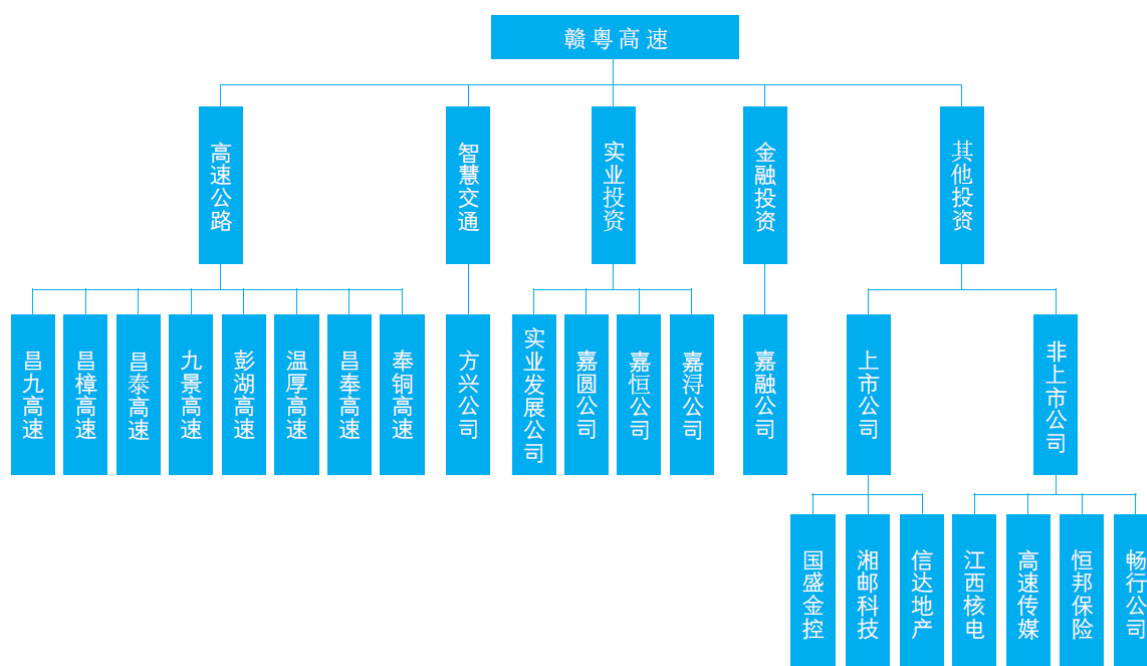 赣粤高速
高速公路
智慧交通
实业投资
金融投资
其他投资
昌九高速
昌樟高速
昌泰高速
九景高速
彭湖高速
温厚高速
昌奉高速
奉铜高速
方兴公司
实业发展公司
嘉圆公司
嘉恒公司
嘉浔公司
嘉融公司
上市公司
非上市公司
国盛金控
湘邮科技
信达地产
江西核电
高速传媒
恒邦保险
畅行公司